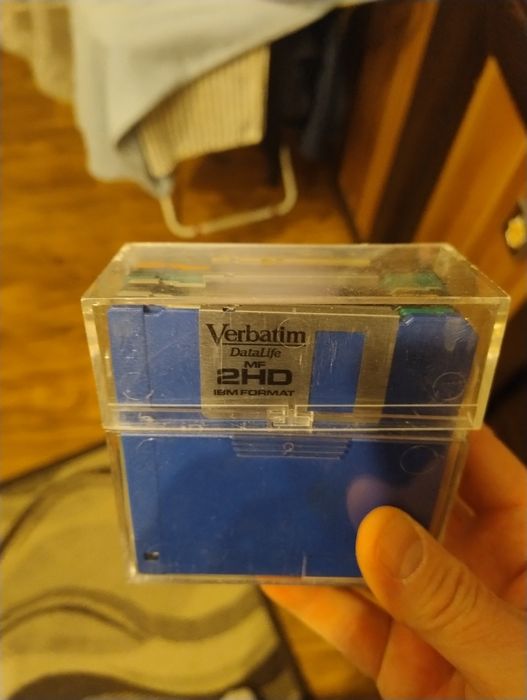 Verbatim
DataLife
MF
2HD
IBM FORMAT